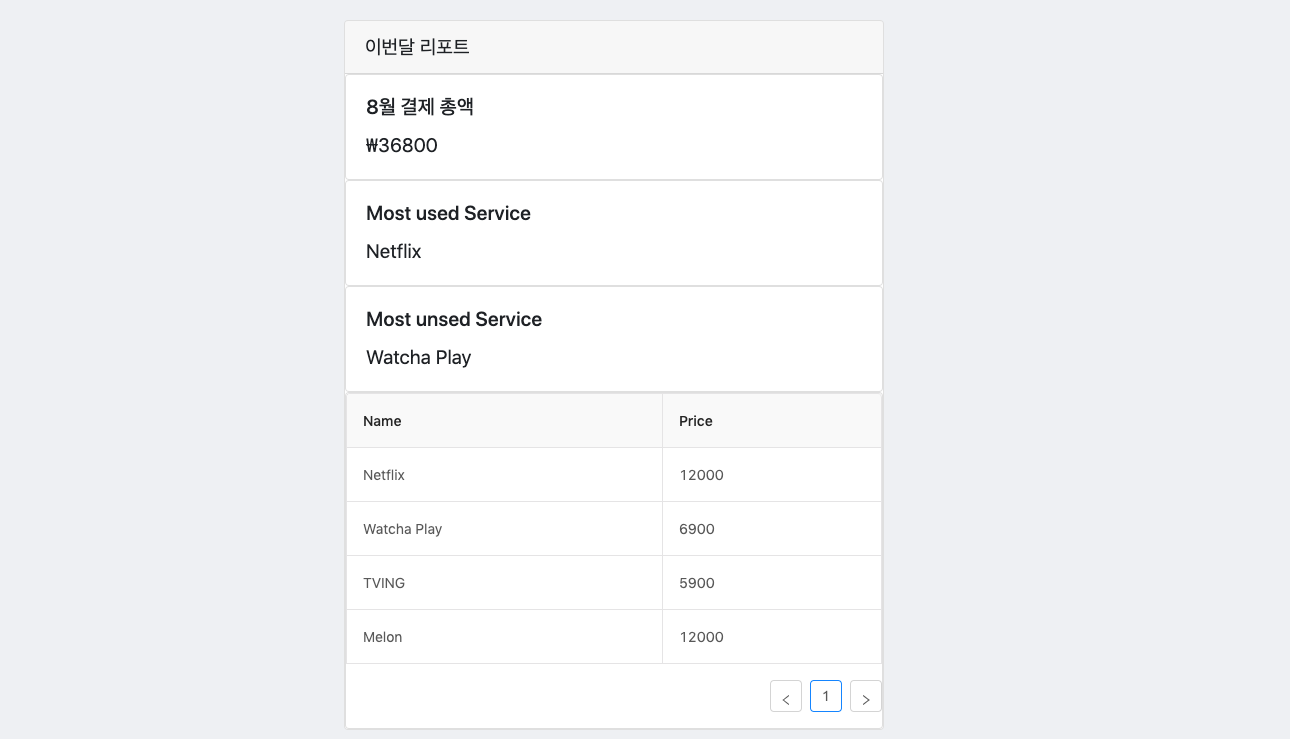 이번달 리포트
8월 결제 총액
₩36800
Most used Service
Netflix
Most unsed Service
Watcha Play
Name Price
Netflix 12000
Watcha Play 6900
TVING 5900
Melon 12000
< 1 >